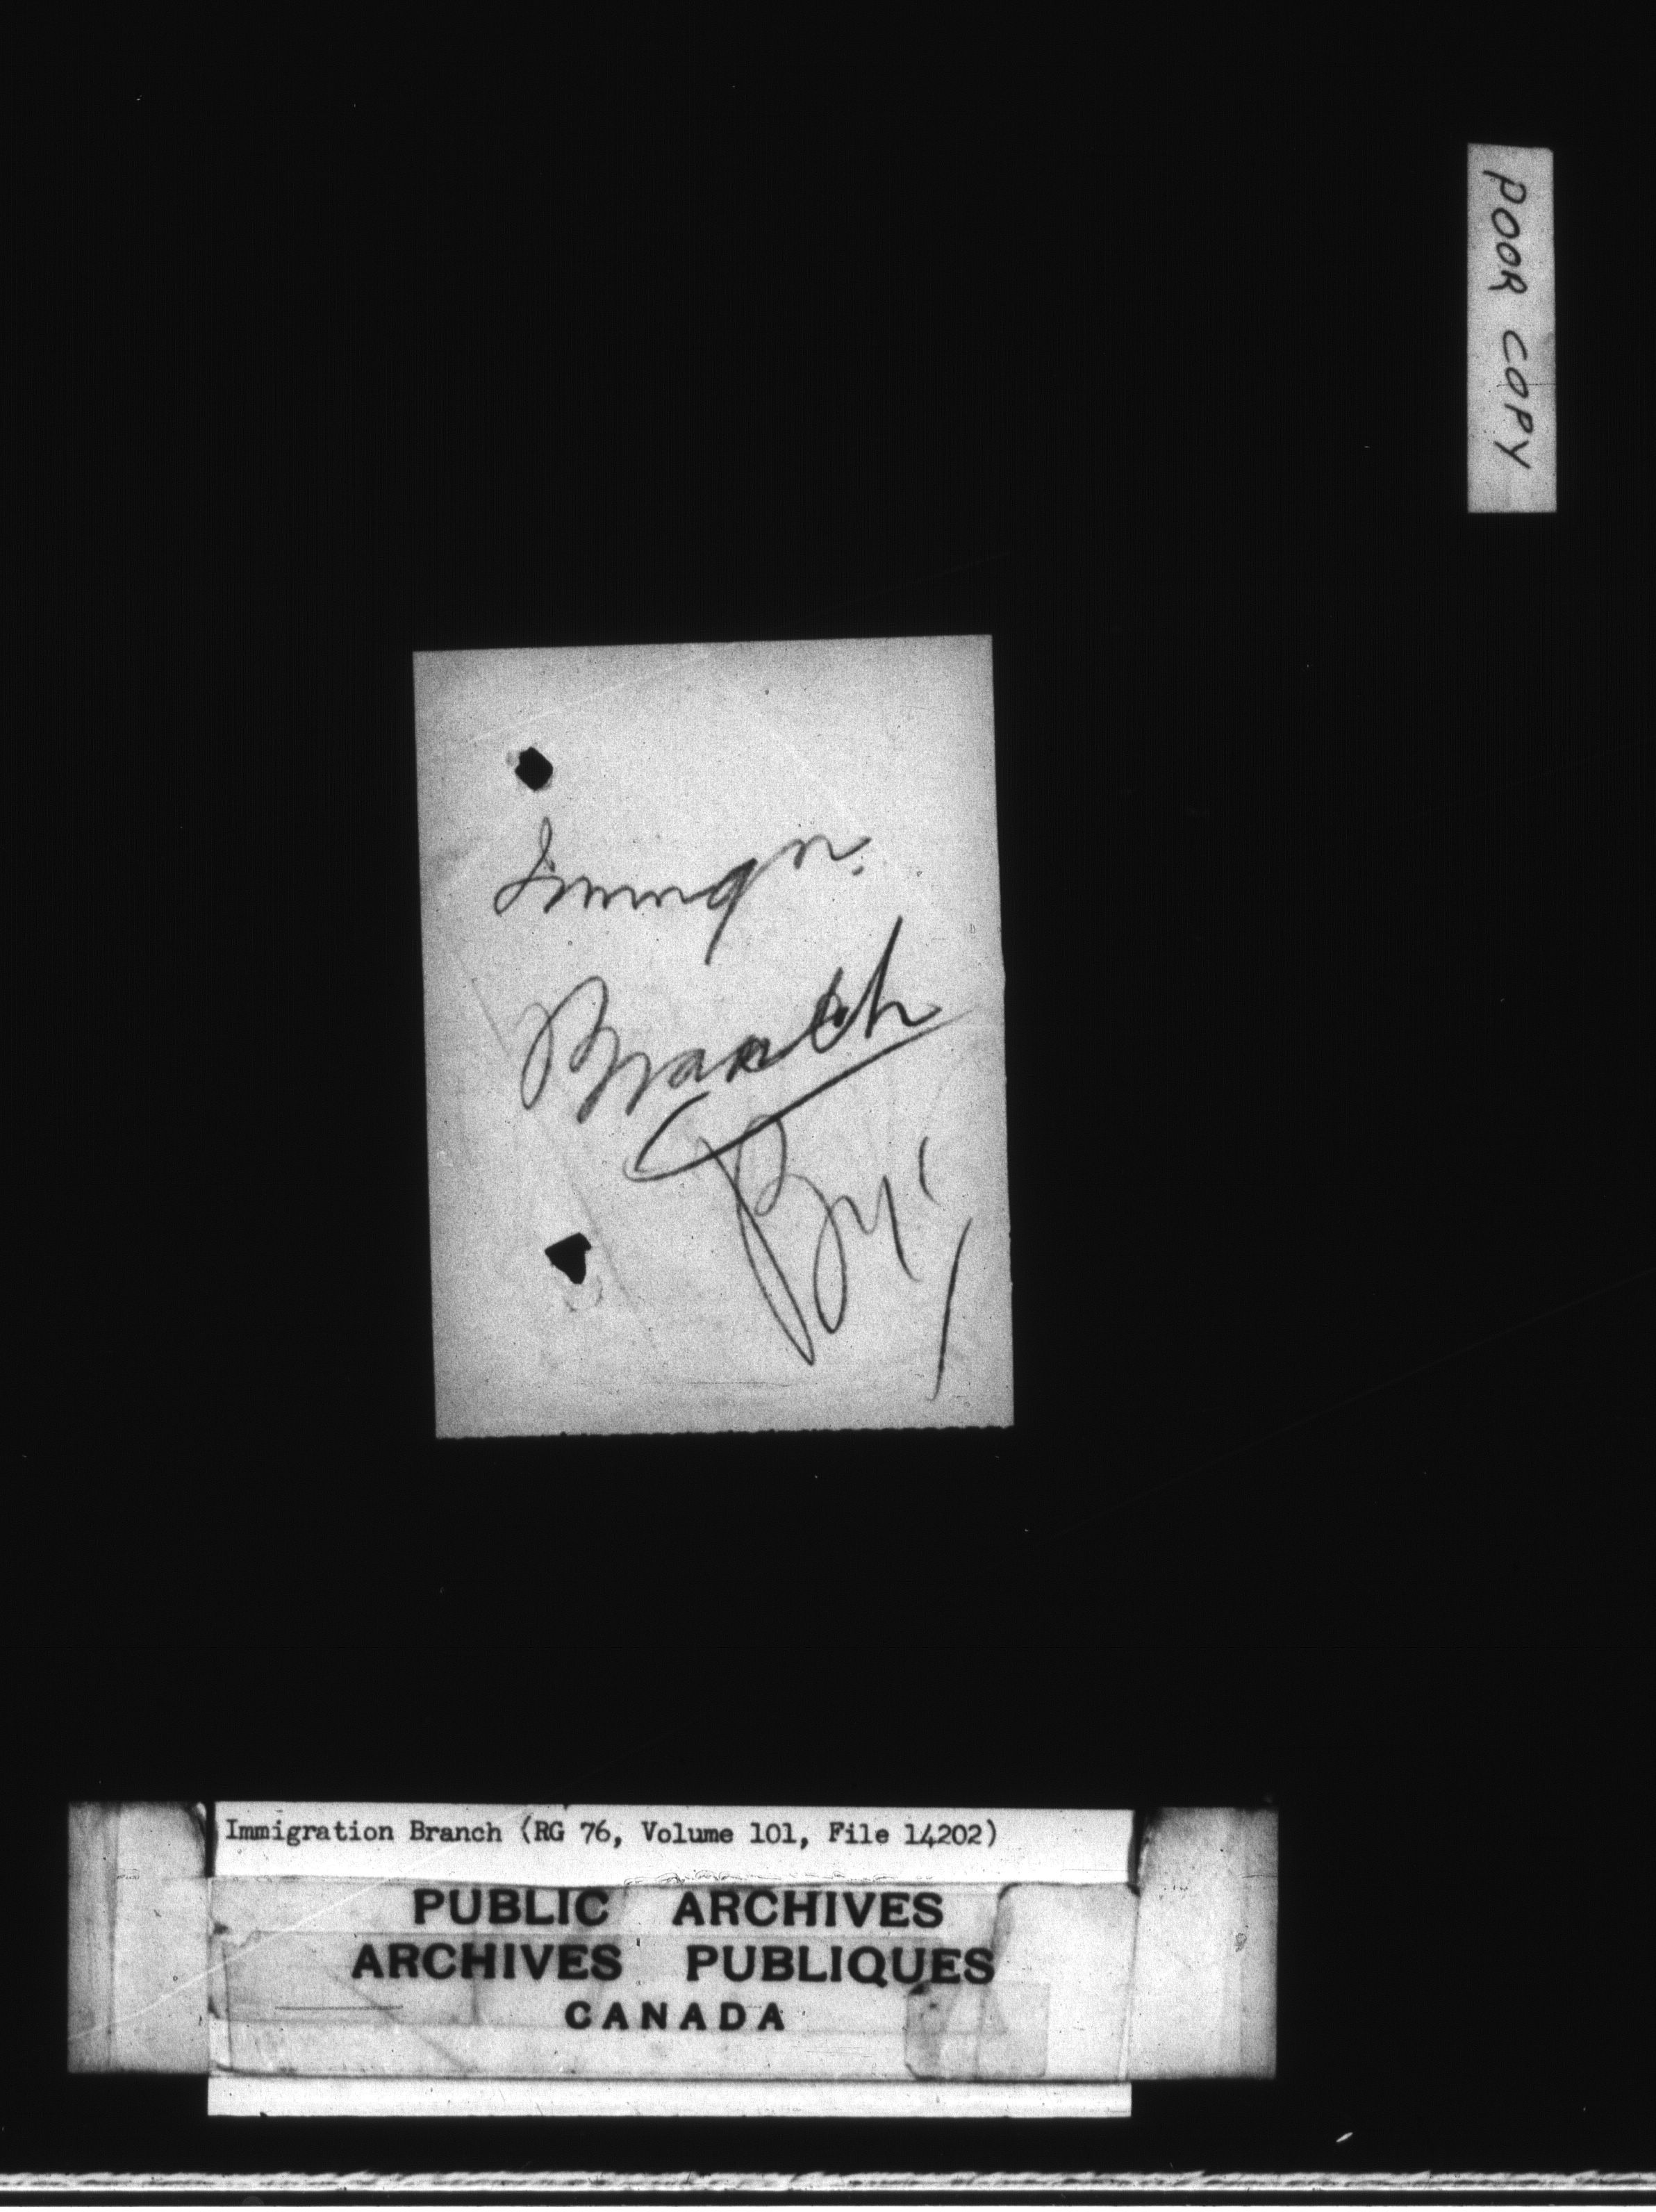 POOR COPY
Immgn.
Branch
Immigration Branch (RG 76, Volume 101, File 14202)
PUBLIC ARCHIVES
ARCHIVES PUBLIQUES
CANADA